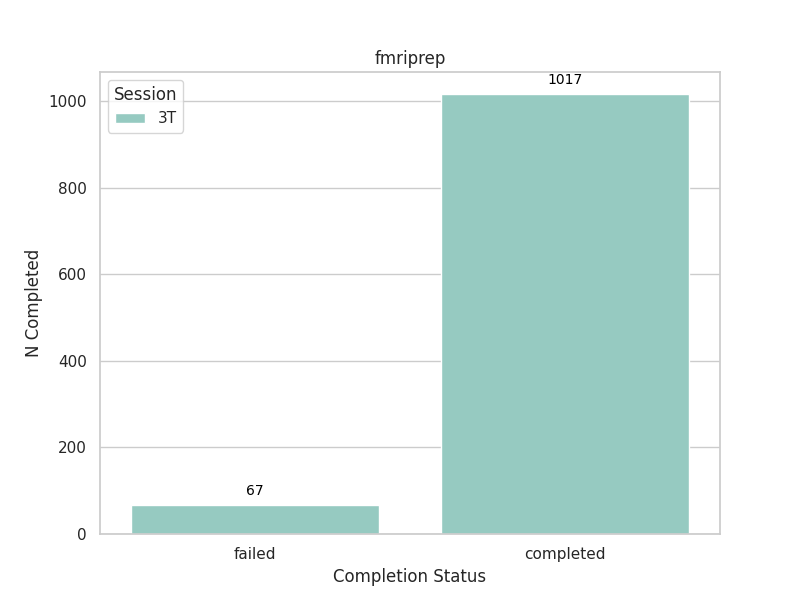 fmriprep
1017
Session
3T
1000
800
600
400
200
0
67
N Completed
failed
completed
Completion Status